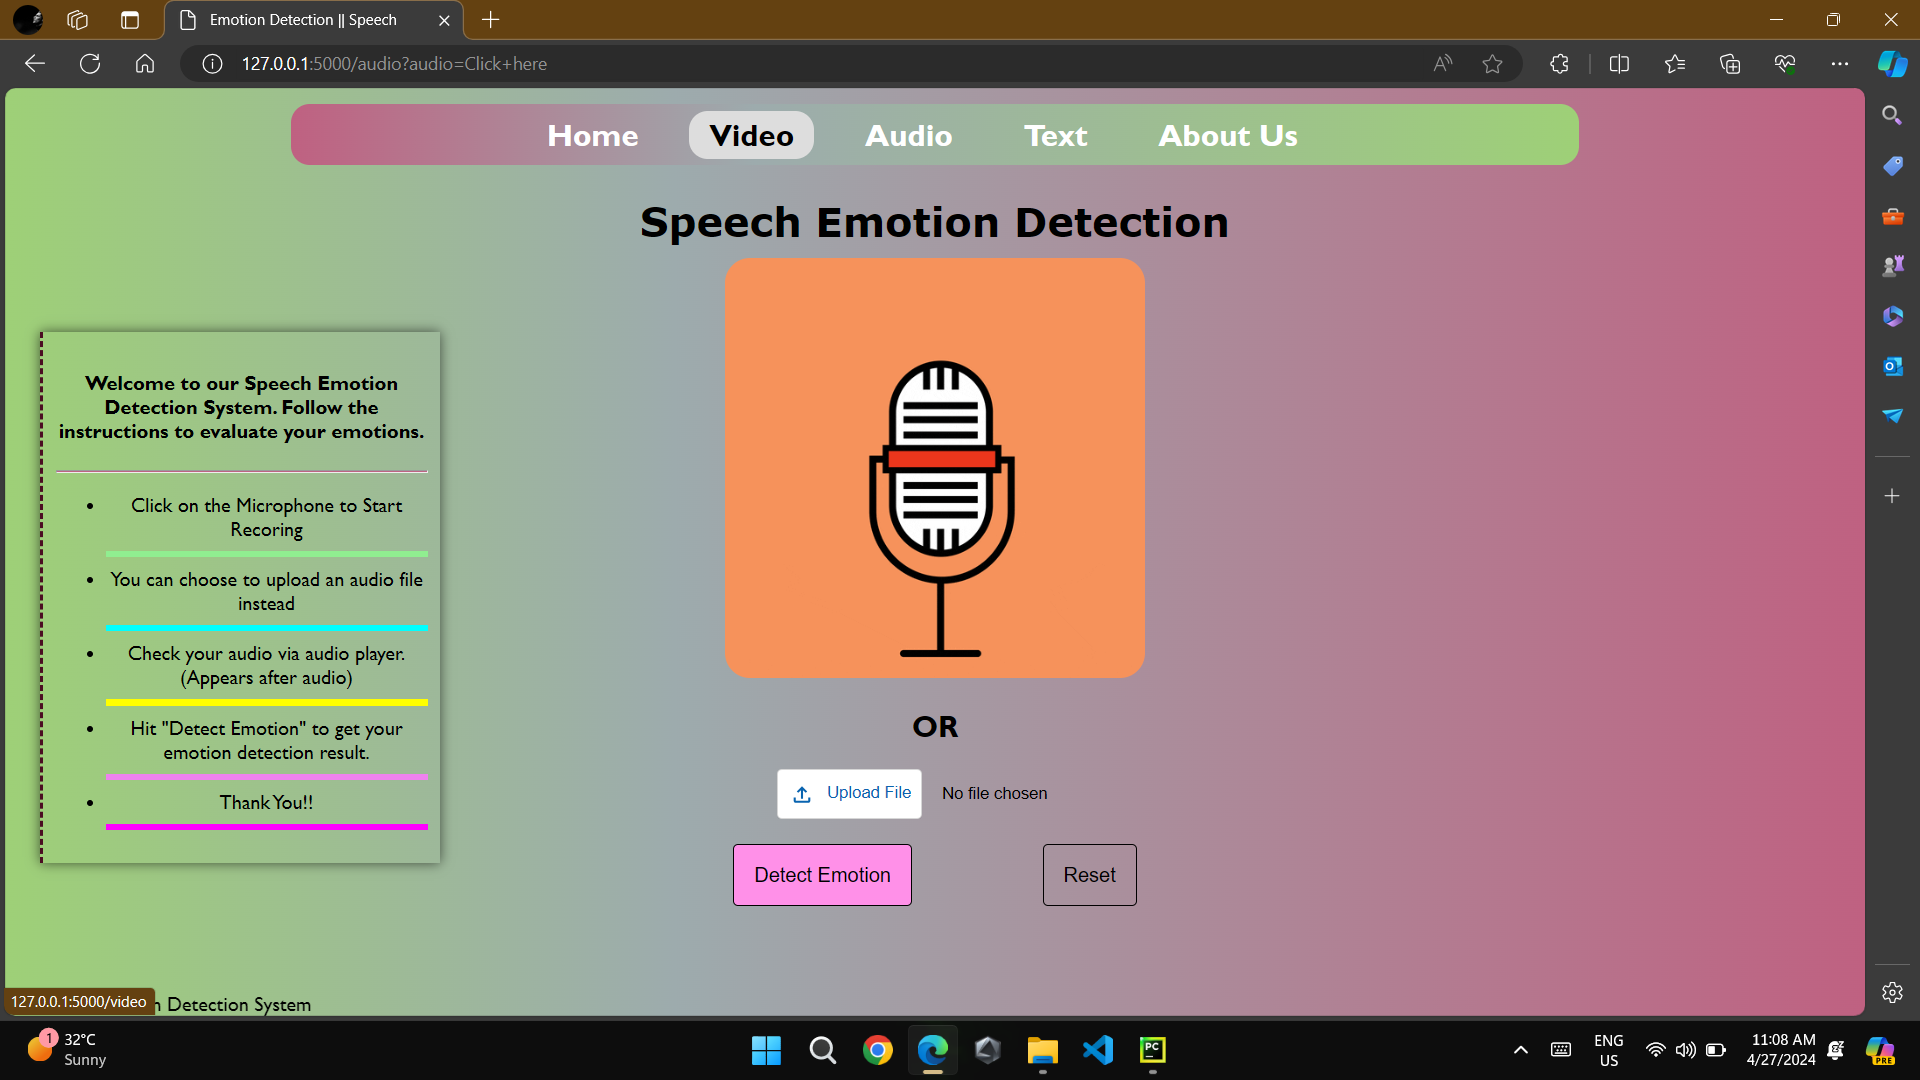 Emotion Detection || Speech
127.0.0.1:5000/audio?audio=Click+here
Home Video Audio Text About Us
Speech Emotion Detection
Welcome to our Speech Emotion
Detection System. Follow the
instructions to evaluate your emotions.
Click on the Microphone to Start
Recoring
You can choose to upload an audio file
instead
Check your audio via audio player.
(Appears after audio)
Hit "Detect Emotion" to get your
emotion detection result.
Thank You!!
OR
Upload File No file chosen
Detect Emotion Reset
127.0.0.1:5000/video
n Detection System
1
32°C
Sunny
PC
ENG
US
11:08 AM
4/27/2024
PRE